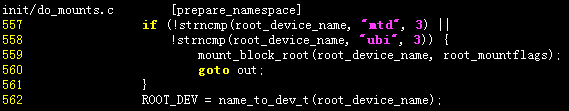 init/do_mounts.c [prepare_namespace]
557 if (!strncmp(root_device_name, "mtd", 3) ||
558 !strncmp(root_device_name, "ubi", 3)) {
559 mount_block_root(root_device_name, root_mountflags);
560 goto out;
561 }
562 ROOT_DEV = name_to_dev_t(root_device_name);